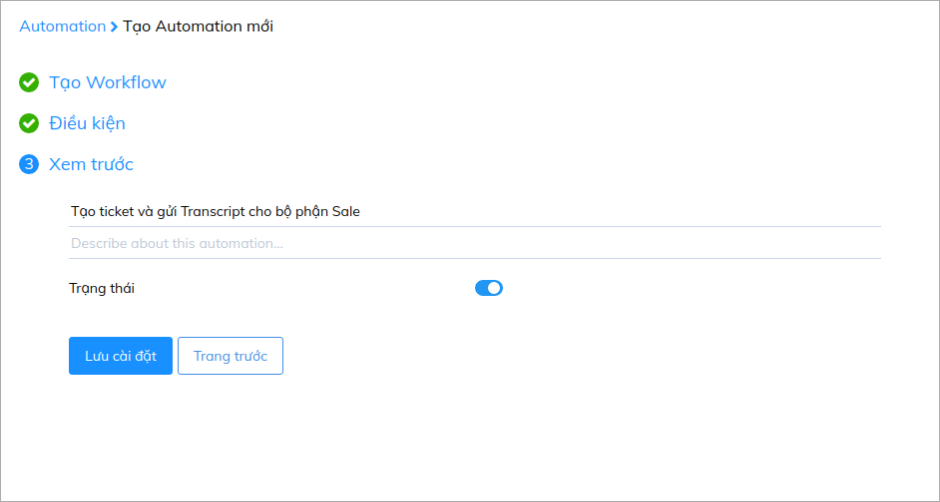 Automation > Tạo Automation mới
Tạo Workflow
Điều kiện
3 Xem trước
Tạo ticket và gửi Transcript cho bộ phận Sale
Describe about this automation...
Trạng thái
Lưu cài đặt Trang trước